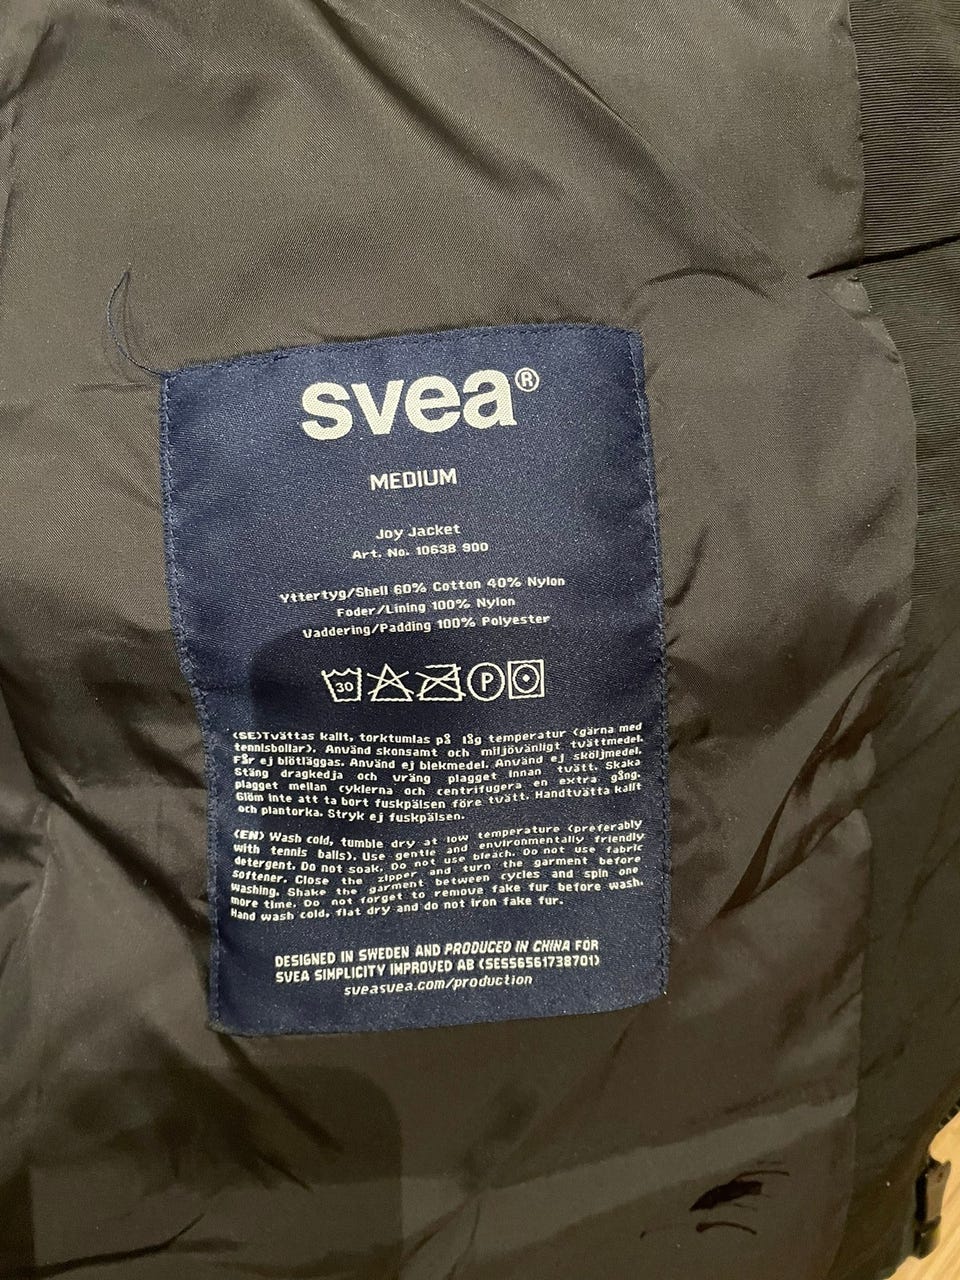 svea®
MEDIUM
Joy Jacket
Art. No. 10638 900
Yttertyg/Shell 60% Cotton 40% Nylon
Foder/Lining 100% Nylon
Vaddering/Padding 100% Polyester
30 P
(SE)Tvättas kallt, torktumlas på låg temperatur (gärna med
tennisbollar). Använd skonsamt och miljövänligt tvättmedel.
Får ej blötläggas. Använd ej blekmedel. Använd ej sköljmedel.
Stäng dragkedja och vräng plagget innan tvätt. Skaka
plagget mellan cyklerna och centrifugera en extra gång.
Glöm inte att ta bort fuskpälsen före tvätt. Handtvätta kallt
och plantorka. Stryk ej fuskpälsen.
(EN) Wash cold, tumble dry at low temperature (preferably
with tennis balls). Use gentle and environmentally friendly
detergent. Do not soak. Do not use bleach. Do not use fabric
softener. Close the zipper and turn the garment before
washing. Shake the garment between cycles and spin one
more time. Do not forget to remove fake fur before wash.
Hand wash cold, flat dry and do not iron fake fur.
DESIGNED IN SWEDEN AND PRODUCED IN CHINA FOR
SVEA SIMPLICITY IMPROVED AB (SE556561738701)
sveasvea.com/production